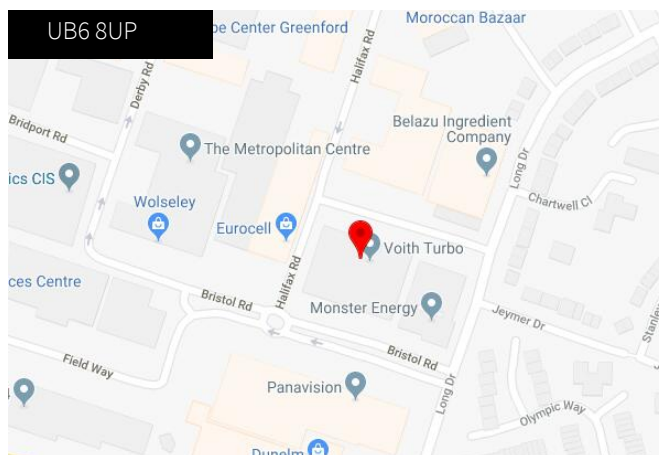 UB6 8UP
pe Center Greenford
Moroccan Bazaar
Halifax Rd
Derby Rd
Bridport Rd
Belazu Ingredient
Company
The Metropolitan Centre
Long Dr
ics CIS
Chartwell Cl
Wolseley
Eurocell
Voith Turbo
Halifax Rd
ces Centre
Bristol Rd
Monster Energy
Jeymer Dr
Stanley
Bristol Rd
Field Way
Panavision
Long Dr
Olympic Way
Dunelm